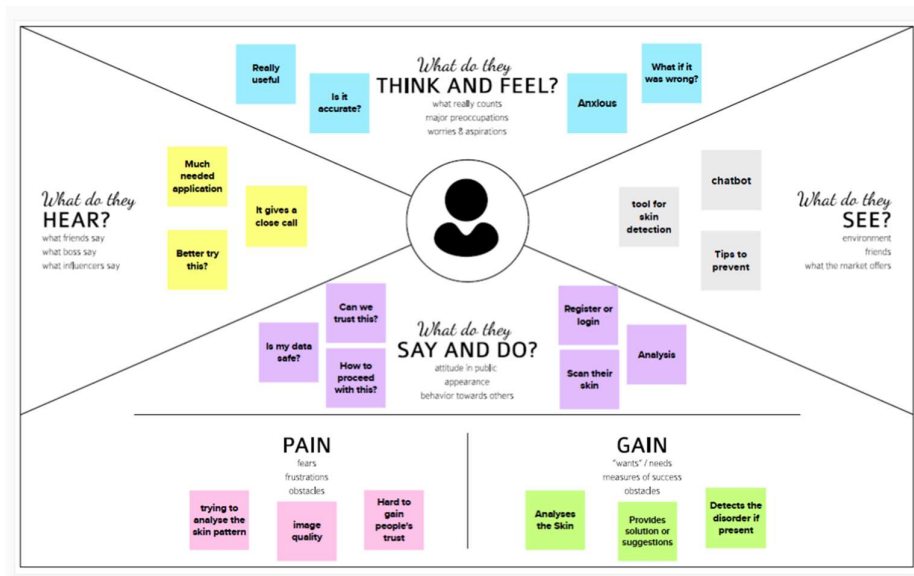 Really
useful
Is it
accurate?
What do they
THINK AND FEEL?
what really counts
major preoccupations
worries & aspirations
Anxious
What if it
was wrong?
What do they
HEAR?
what friends say
what boss say
what influencers say
Much
needed
application
It gives a
close call
Better try
this?
tool for
skin
detection
chatbot
Tips to
prevent
What do they
SEE?
environment
friends
what the market offers
Is my data
safe?
Can we
trust this?
How to
proceed
with this?
What do they
SAY AND DO?
attitude in public
appearance
behavior towards others
Register or
login
Scan their
skin
Analysis
PAIN
fears
frustrations
obstacles
trying to
analyse the
skin pattern
image
quality
Hard to
gain
people's
trust
GAIN
"wants" / needs
measures of success
obstacles
Analyses
the Skin
Provides
solution or
suggestions
Detects the
disorder if
present